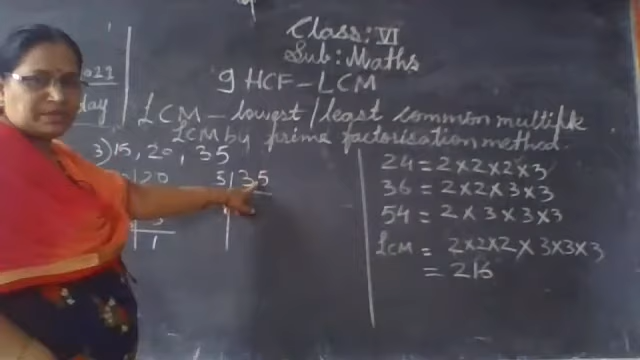 Class: VI
Sub: Maths
9 HCF-LCM
LCM - lowest/least common multiple
LCM by prime factorisation method.
3) 15, 20, 35
20
5 35
1
24 = 2×2×2×3
36 = 2×2×3×3
54 = 2×3×3×3
LCM = 2×2×2×3×3×3
= 216